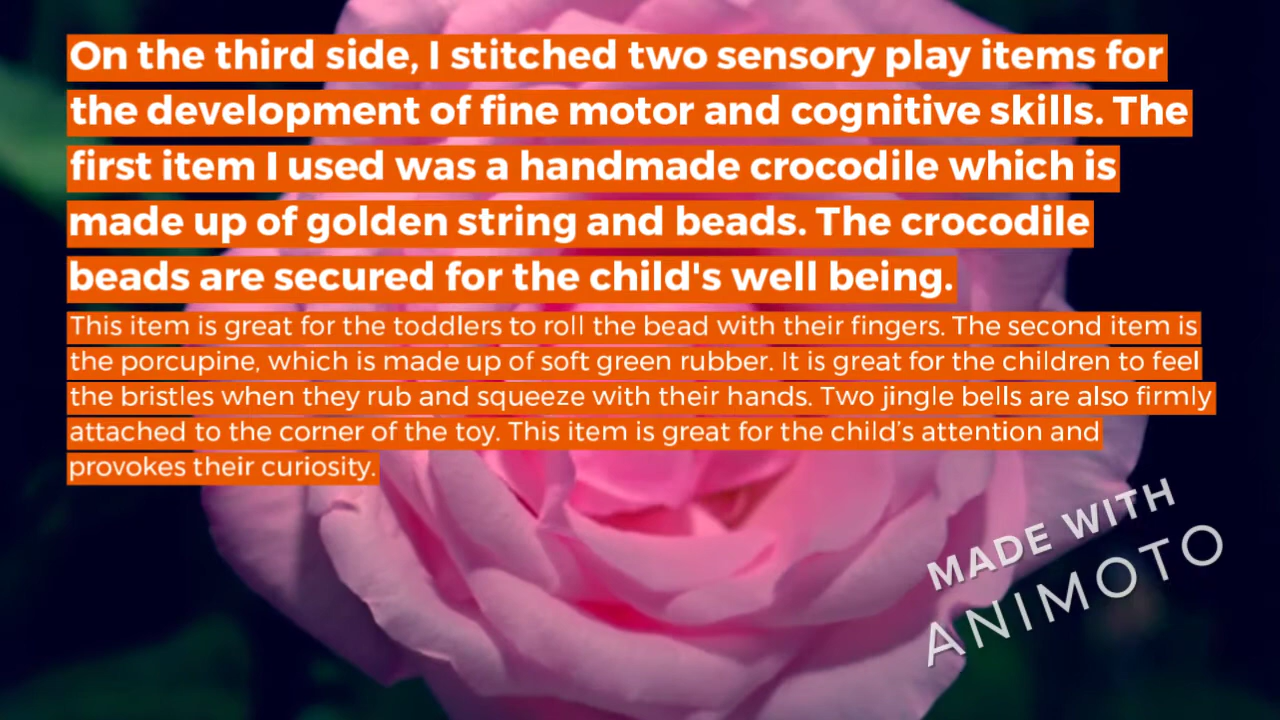 On the third side, I stitched two sensory play items for
the development of fine motor and cognitive skills. The
first item I used was a handmade crocodile which is
made up of golden string and beads. The crocodile
beads are secured for the child's well being.
This item is great for the toddlers to roll the bead with their fingers. The second item is
the porcupine, which is made up of soft green rubber. It is great for the children to feel
the bristles when they rub and squeeze with their hands. Two jingle bells are also firmly
attached to the corner of the toy. This item is great for the child’s attention and
provokes their curiosity.
MADE WITH
ANIMOTO